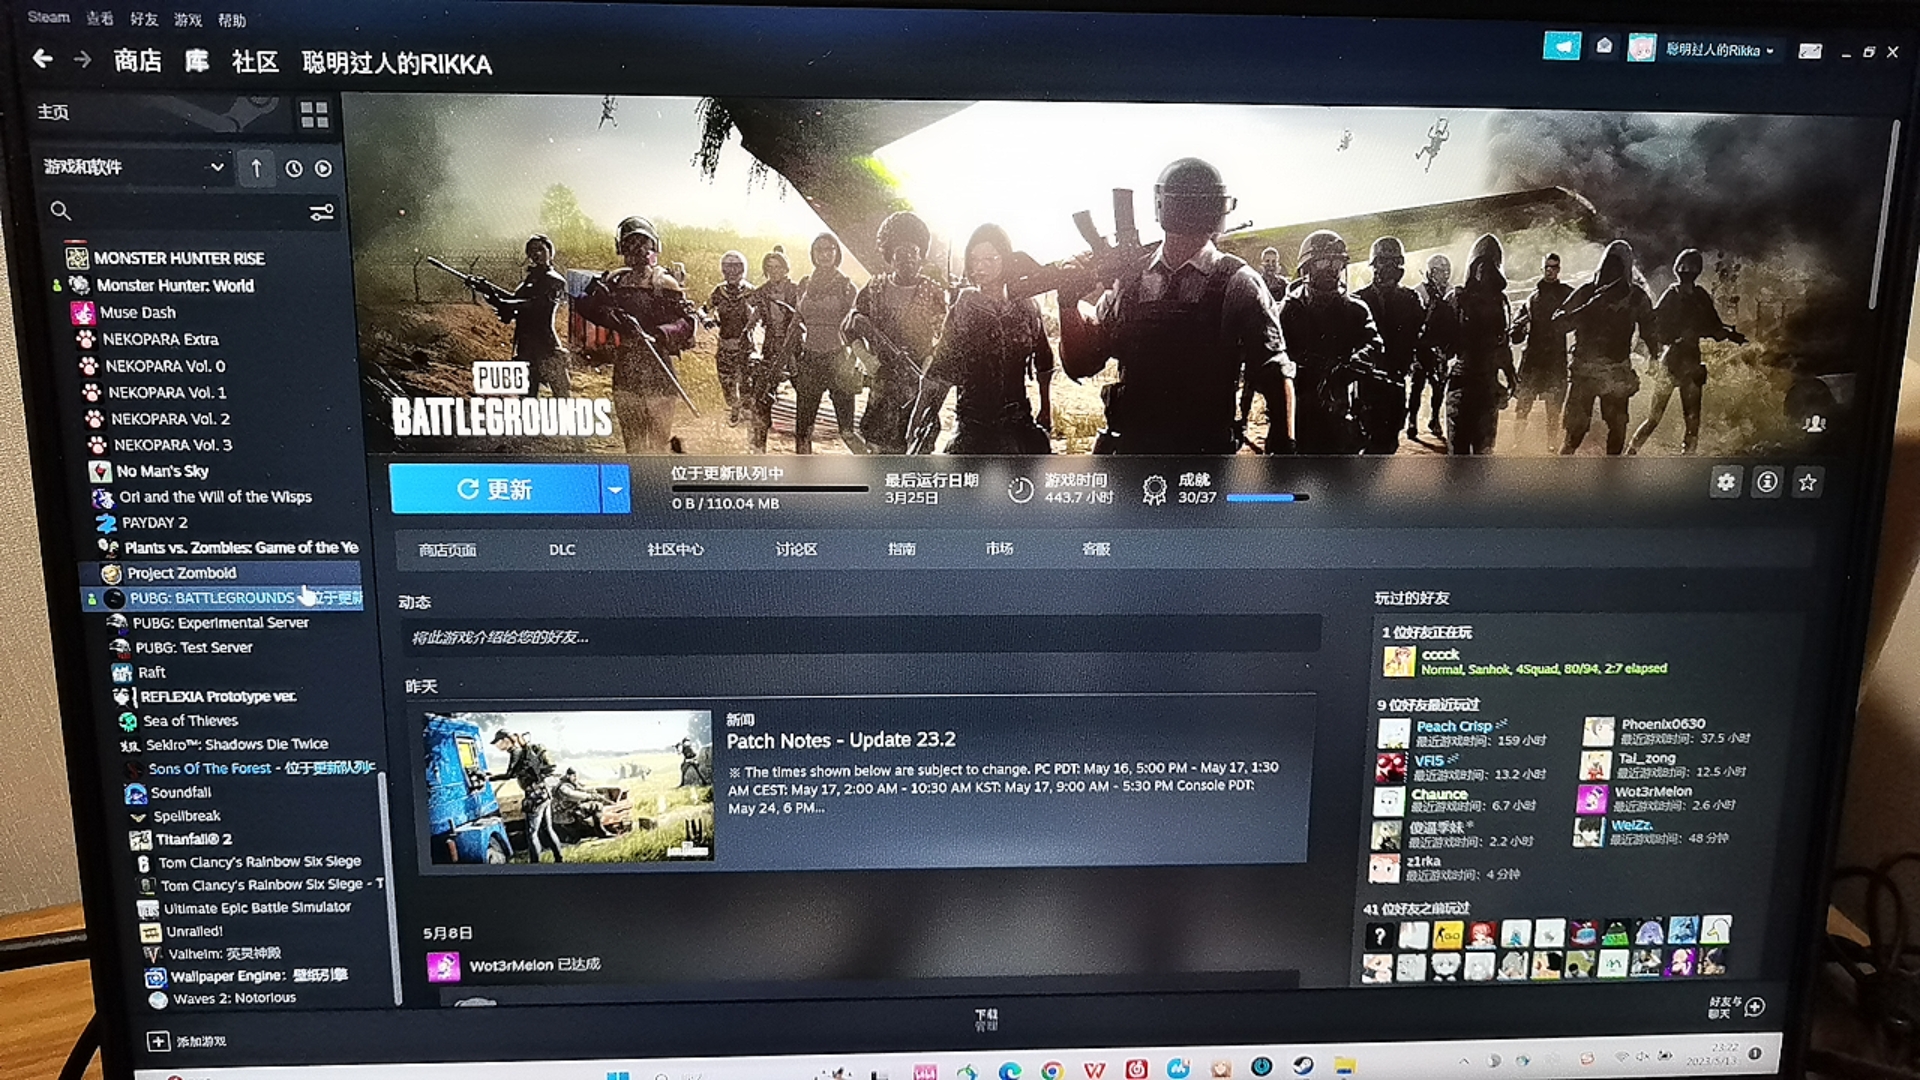 Steam 查看 好友 游戏 帮助
商店 库 社区 聪明过人的RIKKA
聪明过人的Rikka
主页
游戏和软件
MONSTER HUNTER RISE
Monster Hunter: World
Muse Dash
NEKOPARA Extra
NEKOPARA Vol. 0
NEKOPARA Vol. 1
NEKOPARA Vol. 2
NEKOPARA Vol. 3
No Man's Sky
Ori and the Will of the Wisps
PAYDAY 2
Plants vs. Zombies: Game of the Ye
Project Zomboid
PUBG: BATTLEGROUNDS 位于更新
PUBG: Experimental Server
PUBG: Test Server
Raft
REFLEXIA Prototype ver.
Sea of Thieves
Sekiro™: Shadows Die Twice
Sons Of The Forest - 位于更新队列
Soundfall
Spellbreak
Titanfall® 2
Tom Clancy's Rainbow Six Siege
Tom Clancy's Rainbow Six Siege - T
Ultimate Epic Battle Simulator
Unrailed!
Valheim: 英灵神殿
Wallpaper Engine：壁纸引擎
Waves 2: Notorious
添加游戏
PUBG
BATTLEGROUNDS
更新
位于更新队列中
0 B / 110.04 MB
最后运行日期
3月25日
游戏时间
443.7 小时
成就
30/37
商店页面 DLC 社区中心 讨论区 指南 市场 客服
动态
将此游戏介绍给您的好友...
昨天
新闻
Patch Notes - Update 23.2
※ The times shown below are subject to change. PC PDT: May 16, 5:00 PM - May 17, 1:30
AM CEST: May 17, 2:00 AM - 10:30 AM KST: May 17, 9:00 AM - 5:30 PM Console PDT:
May 24, 6 PM...
5月8日
Wot3rMelon 已达成
玩过的好友
1 位好友正在玩
ccccк
Normal, Sanhok, 4Squad, 80/94, 2:7 elapsed
9 位好友最近玩过
Peach Crisp
最近游戏时间：159 小时
Phoenix0630
最近游戏时间：37.5 小时
VFI5
最近游戏时间：13.2 小时
Tai_zong
最近游戏时间：12.5 小时
Chaunce
最近游戏时间：6.7 小时
Wot3rMelon
最近游戏时间：2.6 小时
最近游戏时间：2.2 小时
WeiZz.
最近游戏时间：48 分钟
z1rka
最近游戏时间：4 分钟
41 位好友之前玩过
下载
管理
好友与
聊天
23:22
2023/5/13